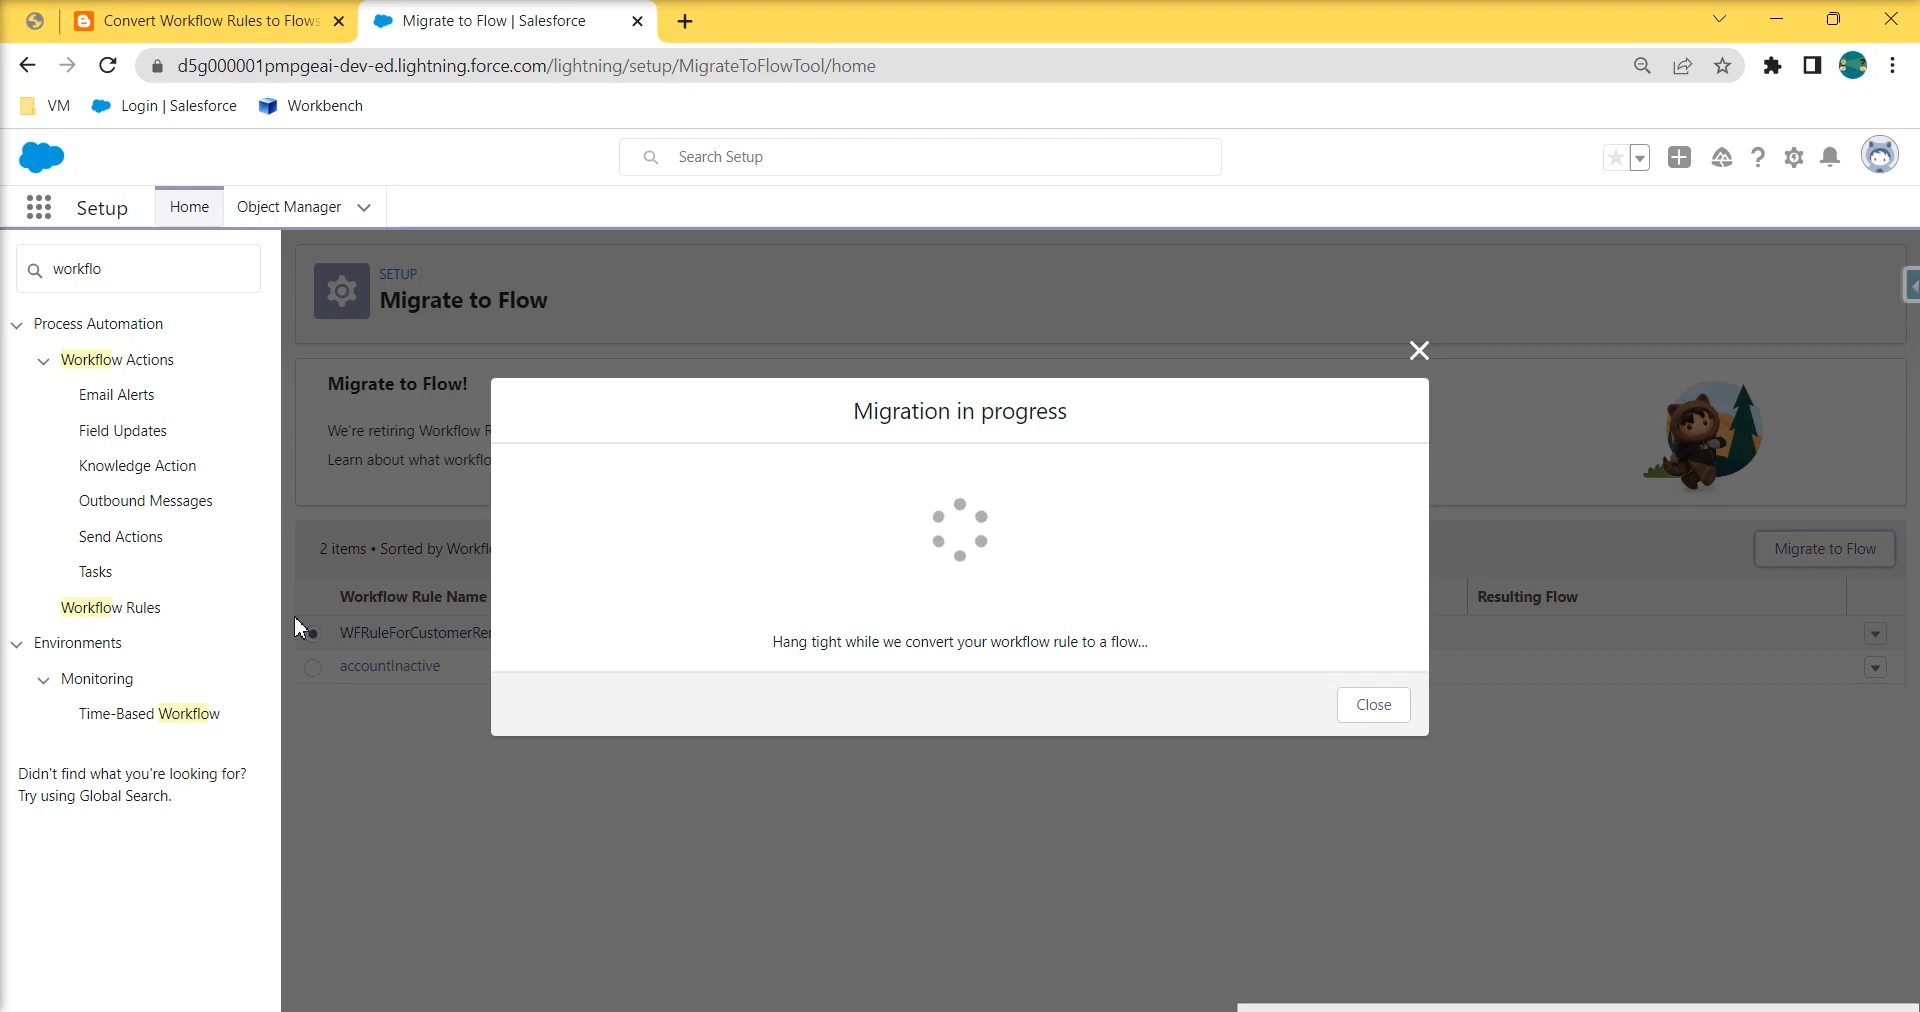 Convert Workflow Rules to Flows
Migrate to Flow | Salesforce
d5g000001pmpgeai-dev-ed.lightning.force.com/lightning/setup/MigrateToFlowTool/home
VM
Login | Salesforce
Workbench
Search Setup
Setup
Home
Object Manager
workflo
Process Automation
Workflow Actions
Email Alerts
Field Updates
Knowledge Action
Outbound Messages
Send Actions
Tasks
Workflow Rules
Environments
Monitoring
Time-Based Workflow
Didn't find what you're looking for?
Try using Global Search.
SETUP
Migrate to Flow
Migrate to Flow!
We're retiring Workflow R
Learn about what workflo
2 items • Sorted by Workfl
Migrate to Flow
Workflow Rule Name
Resulting Flow
WFRuleForCustomerRe
accountInactive
Migration in progress
Hang tight while we convert your workflow rule to a flow...
Close